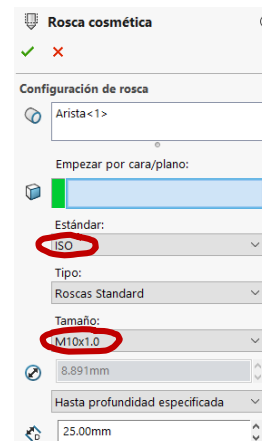 Rosca cosmética
Configuración de rosca
Arista<1>
Empezar por cara/plano:
Estándar:
ISO
Tipo:
Roscas Standard
Tamaño:
M10x1.0
8.891mm
Hasta profundidad especificada
25.00mm